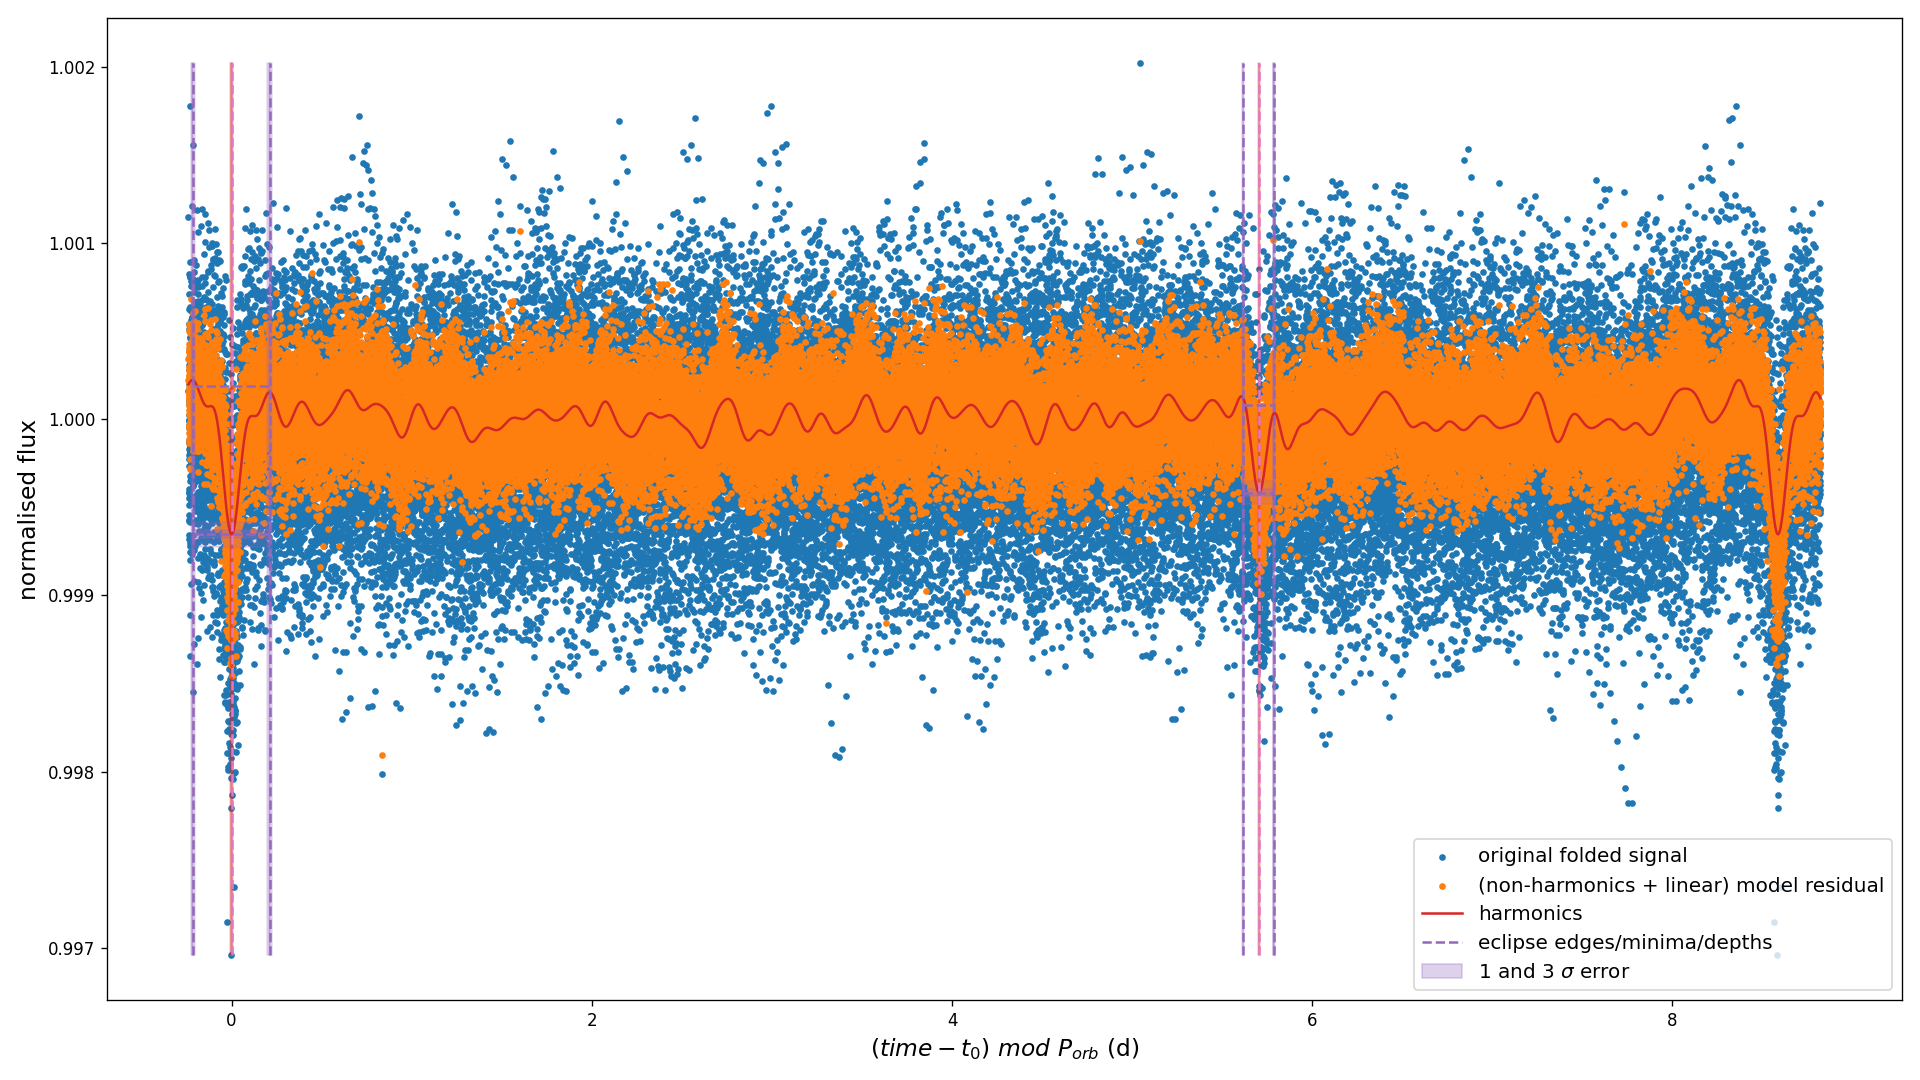 normalised flux
1.002
1.001
1.000
0.999
0.998
0.997
0
2
4
6
8
(time − t₀) mod Pₒᵣᵦ (d)
original folded signal
(non-harmonics + linear) model residual
harmonics
eclipse edges/minima/depths
1 and 3 σ error